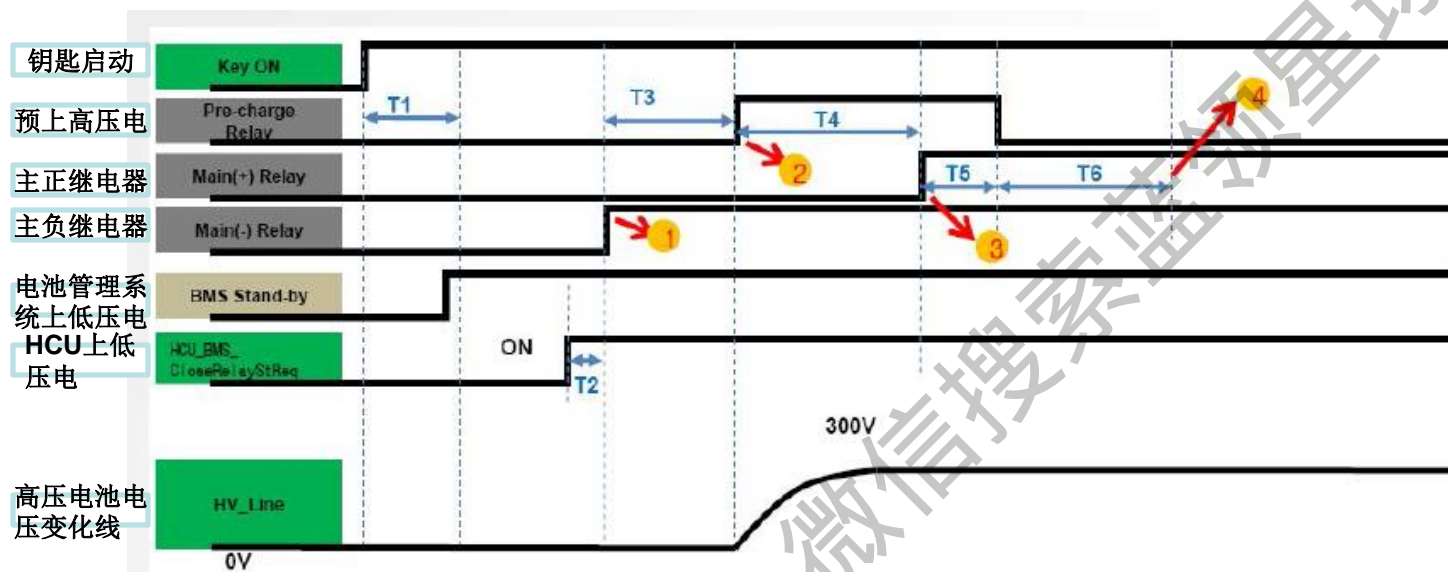 钥匙启动
Key ON
T1
预上高压电
Pre-charge
Relay
T3
T4
④
②
主正继电器
Main(+) Relay
T5
T6
主负继电器
Main(-) Relay
①
③
电池管理系
统上低压电
BMS Stand-by
HCU上低
压电
HCU_BMS_
CloseRelayStReq
ON
T2
300V
高压电池电
压变化线
HV_Line
0V
微信搜索蓝领星球